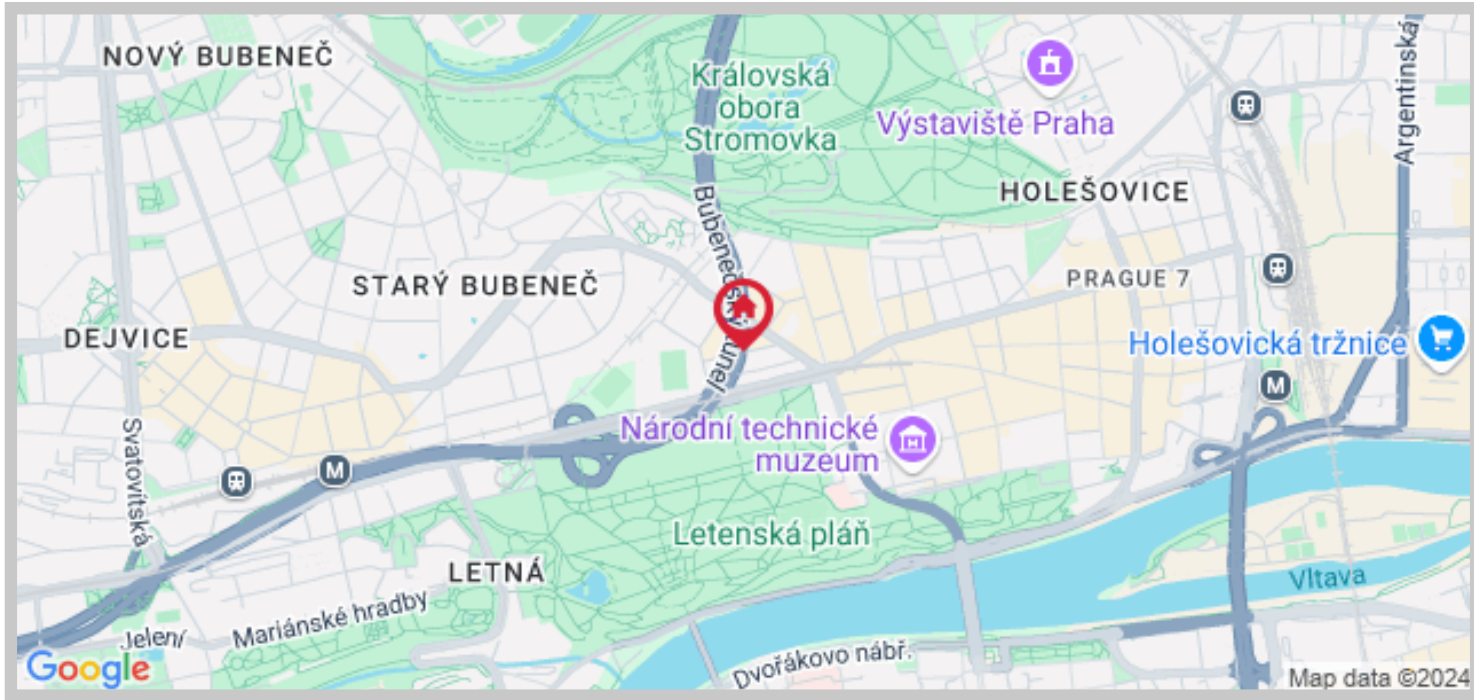 NOVÝ BUBENEČ
Královská
obora
Stromovka
Výstaviště Praha
Argentinská
HOLEŠOVICE
Bubenečský tunel
STARÝ BUBENEČ
PRAGUE 7
DEJVICE
Holešovická tržnice
Národní technické
muzeum
M
M
Svatovítská
Letenská pláň
LETNÁ
Vltava
Mariánské hradby
Jelení
Dvořákovo nábř.
Google
Map data ©2024